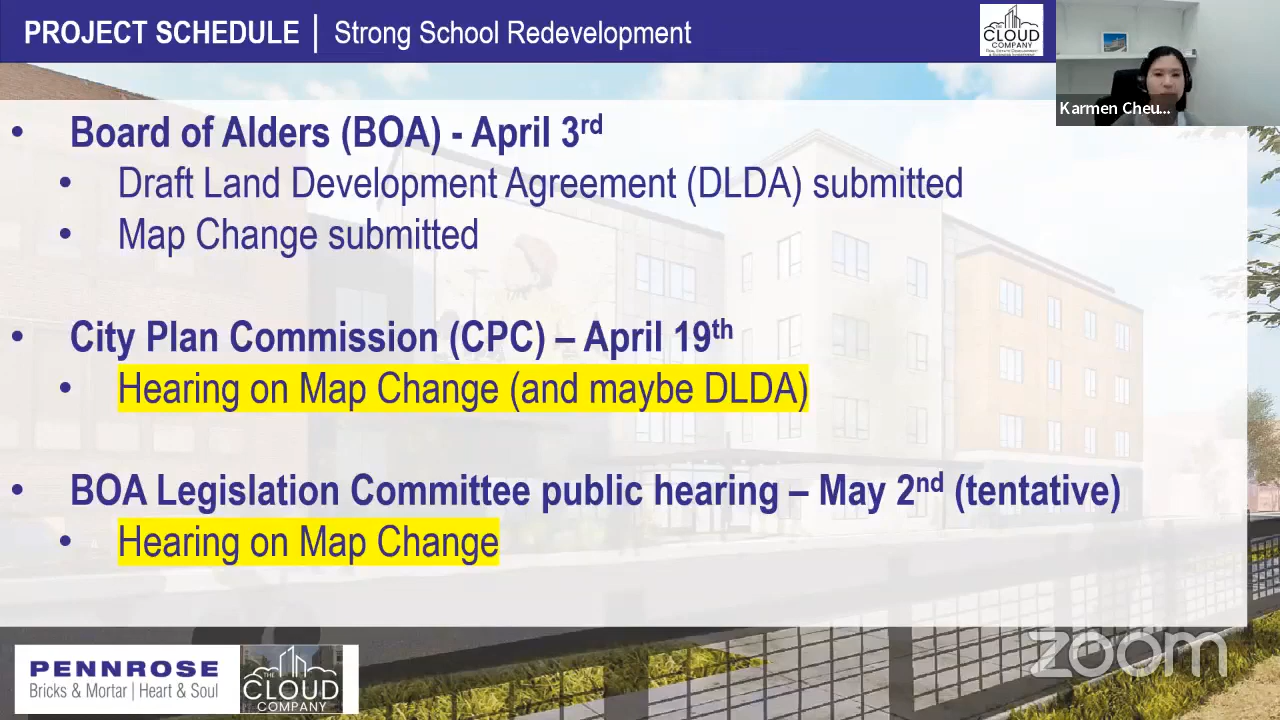 PROJECT SCHEDULE | Strong School Redevelopment
THE
CLOUD
COMPANY
Karmen Cheu...
• Board of Alders (BOA) - April 3rd
• Draft Land Development Agreement (DLDA) submitted
• Map Change submitted
• City Plan Commission (CPC) – April 19th
• Hearing on Map Change (and maybe DLDA)
• BOA Legislation Committee public hearing – May 2nd (tentative)
• Hearing on Map Change
zoom
PENNROSE
Bricks & Mortar | Heart & Soul
THE
CLOUD
COMPANY